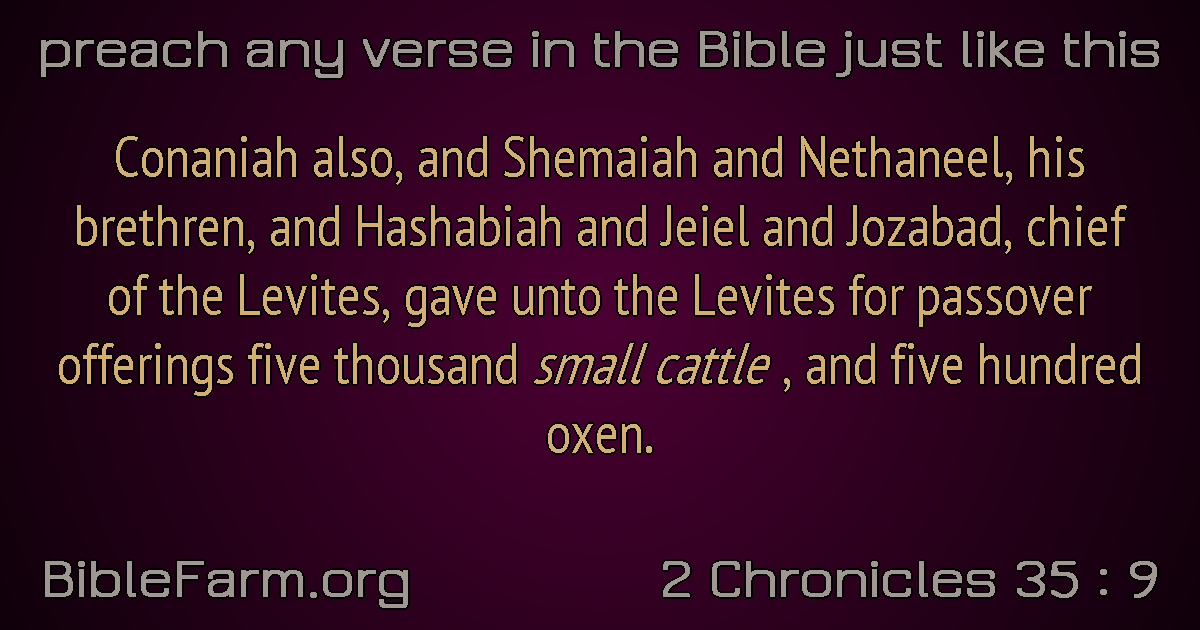 preach any verse in the Bible just like this
Conaniah also, and Shemaiah and Nethaneel, his
brethren, and Hashabiah and Jeiel and Jozabad, chief
of the Levites, gave unto the Levites for passover
offerings five thousand small cattle , and five hundred
oxen.
BibleFarm.org
2 Chronicles 35 : 9